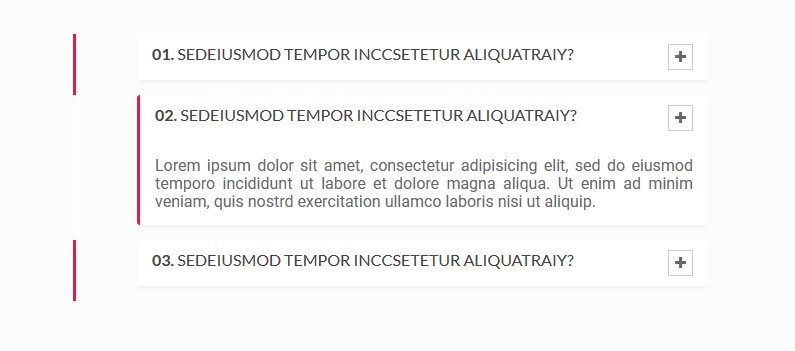 01. SEDEIUSMOD TEMPOR INCCSETETUR ALIQUATRAIY?
02. SEDEIUSMOD TEMPOR INCCSETETUR ALIQUATRAIY?
Lorem ipsum dolor sit amet, consectetur adipisicing elit, sed do eiusmod
temporo incididunt ut labore et dolore magna aliqua. Ut enim ad minim
veniam, quis nostrd exercitation ullamco laboris nisi ut aliquip.
03. SEDEIUSMOD TEMPOR INCCSETETUR ALIQUATRAIY?